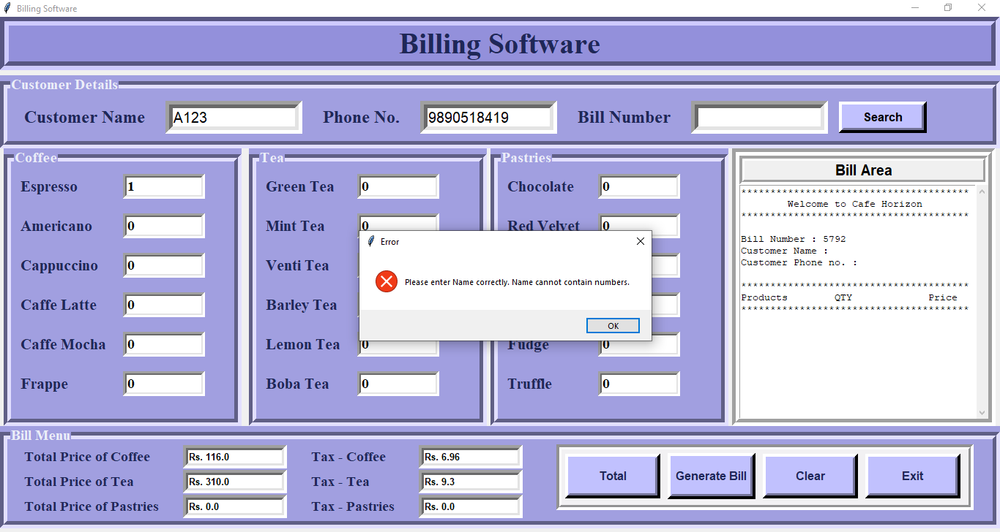 Billing Software
Billing Software
Customer Details
Customer Name A123 Phone No. 9890518419 Bill Number Search
Coffee
Espresso 1
Americano 0
Cappuccino 0
Caffe Latte 0
Caffe Mocha 0
Frappe 0
Tea
Green Tea 0
Mint Tea 0
Venti Tea
Barley Tea
Lemon Tea 0
Boba Tea 0
Pastries
Chocolate 0
Red Velvet 0
Fudge 0
Truffle 0
Error
Please enter Name correctly. Name cannot contain numbers.
OK
Bill Area
***************************************
Welcome to Cafe Horizon
***************************************
Bill Number : 5792
Customer Name :
Customer Phone no. :
***************************************
Products QTY Price
***************************************
Bill Menu
Total Price of Coffee Rs. 116.0 Tax - Coffee Rs. 6.96
Total Price of Tea Rs. 310.0 Tax - Tea Rs. 9.3
Total Price of Pastries Rs. 0.0 Tax - Pastries Rs. 0.0
Total Generate Bill Clear Exit